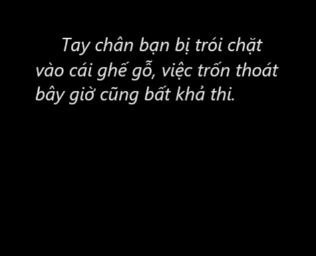 Tay chân bạn bị trói chặt
vào cái ghế gỗ, việc trốn thoát
bây giờ cũng bất khả thi.